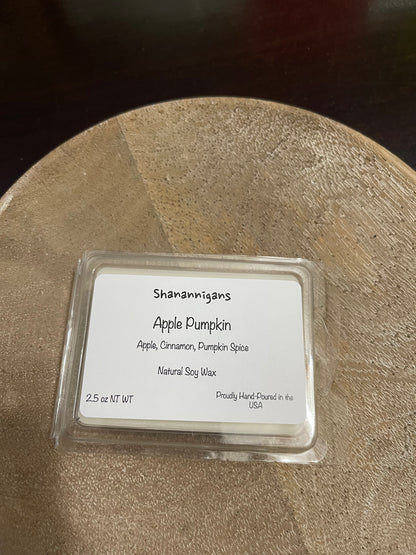 Shanannigans
Apple Pumpkin
Apple, Cinnamon, Pumpkin Spice
Natural Soy Wax
2.5 oz NT WT
Proudly Hand-Poured in the
USA